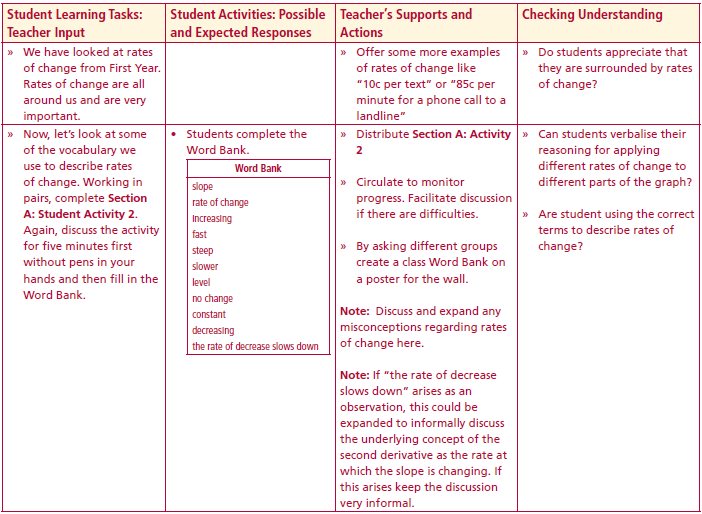 Student Learning Tasks:
Teacher Input
Student Activities: Possible
and Expected Responses
Teacher's Supports and
Actions
Checking Understanding
» We have looked at rates
of change from First Year.
Rates of change are all
around us and are very
important.
» Offer some more examples
of rates of change like
"10c per text" or "85c per
minute for a phone call to a
landline"
» Do students appreciate that
they are surrounded by rates
of change?
» Now, let's look at some
of the vocabulary we
use to describe rates
of change. Working in
pairs, complete Section
A: Student Activity 2.
Again, discuss the activity
for five minutes first
without pens in your
hands and then fill in the
Word Bank.
• Students complete the
Word Bank.
Word Bank
slope
rate of change
increasing
fast
steep
slower
level
no change
constant
decreasing
the rate of decrease slows down
» Distribute Section A: Activity
2
» Circulate to monitor
progress. Facilitate discussion
if there are difficulties.
» By asking different groups
create a class Word Bank on
a poster for the wall.
Note: Discuss and expand any
misconceptions regarding rates
of change here.
Note: If "the rate of decrease
slows down" arises as an
observation, this could be
expanded to informally discuss
the underlying concept of the
second derivative as the rate at
which the slope is changing. If
this arises keep the discussion
very informal.
» Can students verbalise their
reasoning for applying
different rates of change to
different parts of the graph?
» Are student using the correct
terms to describe rates of
change?